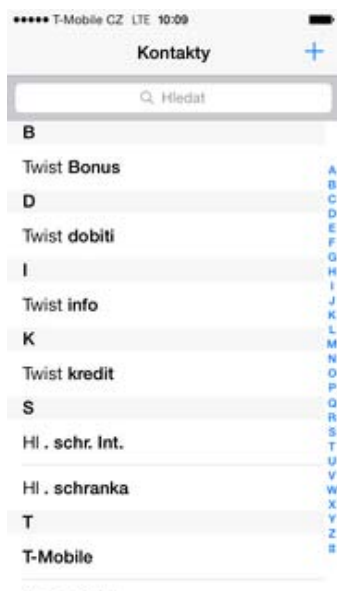 T-Mobile CZ LTE 10:09
Kontakty +
Hledat
B
Twist Bonus
D
Twist dobiti
I
Twist info
K
Twist kredit
S
Hl . schr. Int.
Hl . schranka
T
T-Mobile
A
B
C
D
E
F
G
H
I
J
K
L
M
N
O
P
Q
R
S
T
U
V
W
X
Y
Z
#